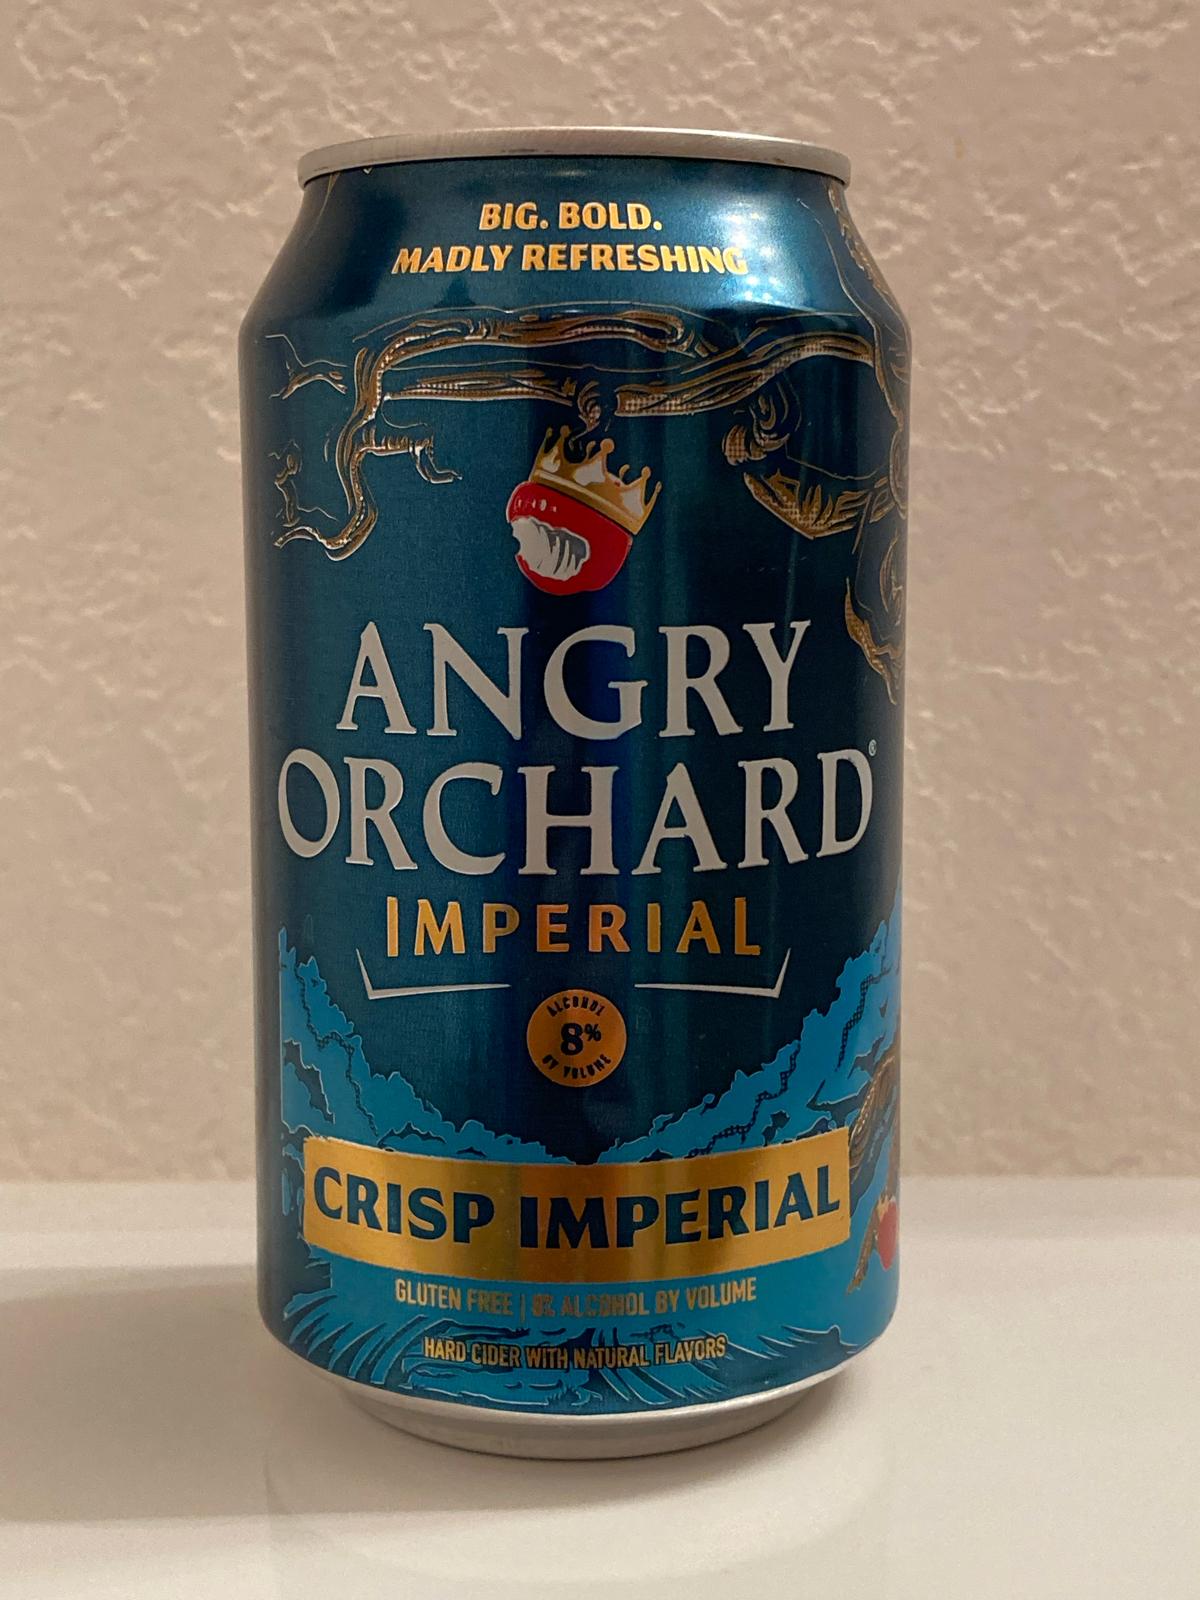 BIG. BOLD.
MADLY REFRESHING
ANGRY
ORCHARD®
IMPERIAL
ALCOHOL
8%
BY VOLUME
CRISP IMPERIAL
GLUTEN FREE | 8% ALCOHOL BY VOLUME
HARD CIDER WITH NATURAL FLAVORS